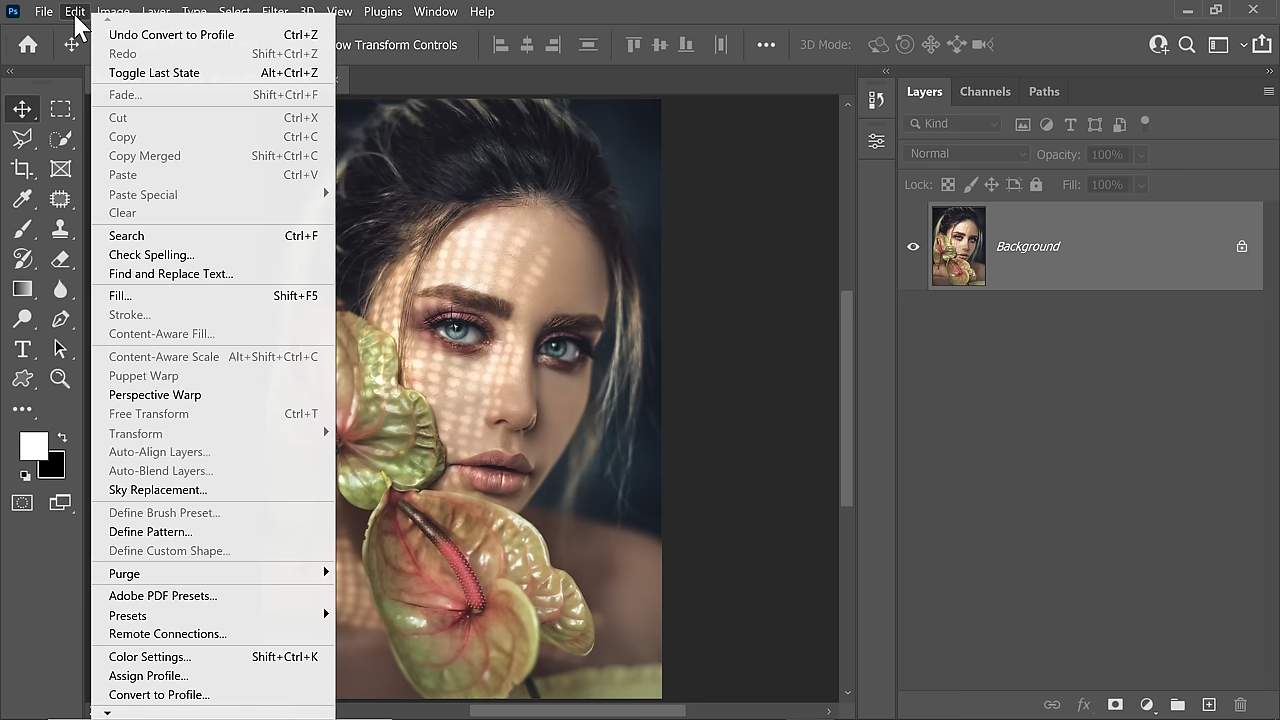 Ps File Edit Image Layer Type Select Filter 3D View Plugins Window Help
Transform Controls
3D Mode:
Undo Convert to Profile Ctrl+Z
Redo Shift+Ctrl+Z
Toggle Last State Alt+Ctrl+Z
Fade... Shift+Ctrl+F
Cut Ctrl+X
Copy Ctrl+C
Copy Merged Shift+Ctrl+C
Paste Ctrl+V
Paste Special
Clear
Search Ctrl+F
Check Spelling...
Find and Replace Text...
Fill... Shift+F5
Stroke...
Content-Aware Fill...
Content-Aware Scale Alt+Shift+Ctrl+C
Puppet Warp
Perspective Warp
Free Transform Ctrl+T
Transform
Auto-Align Layers...
Auto-Blend Layers...
Sky Replacement...
Define Brush Preset...
Define Pattern...
Define Custom Shape...
Purge
Adobe PDF Presets...
Presets
Remote Connections...
Color Settings... Shift+Ctrl+K
Assign Profile...
Convert to Profile...
Layers Channels Paths
Kind
Normal Opacity: 100%
Lock: Fill: 100%
Background
fx